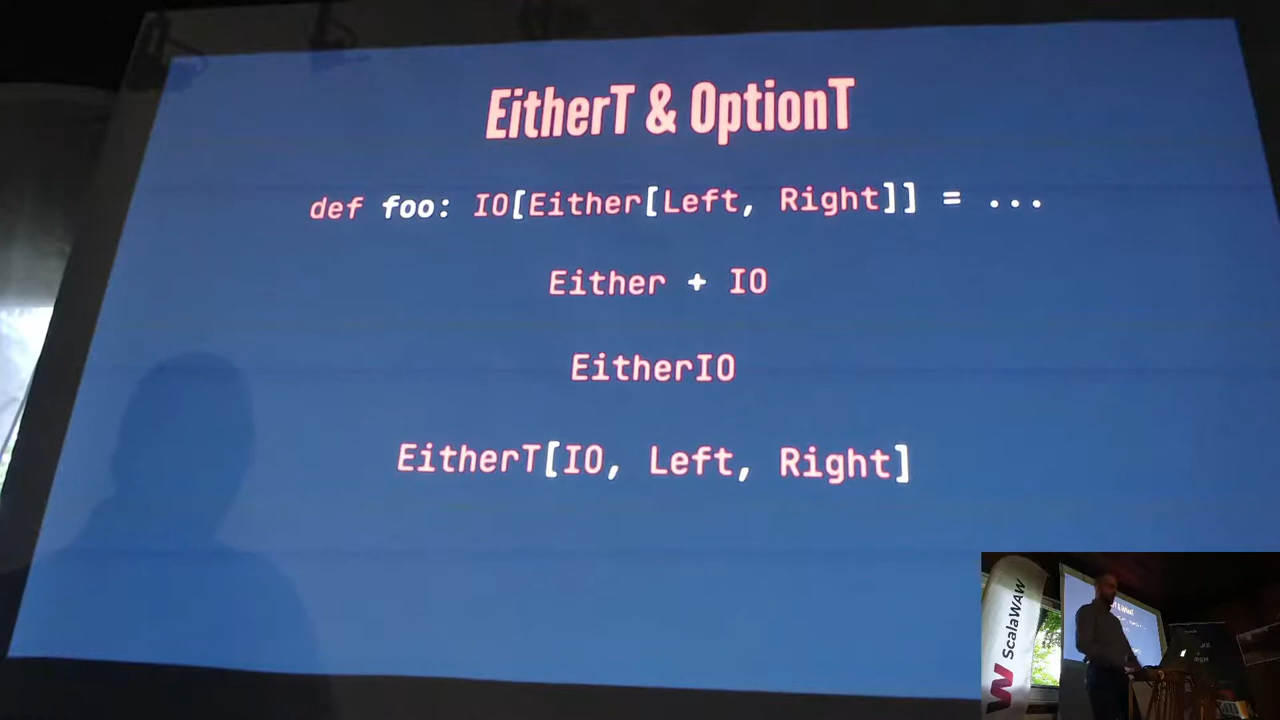 EitherT & OptionT
def foo: IO[Either[Left, Right]] = ...
Either + IO
EitherIO
EitherT[IO, Left, Right]
ScalaWAW